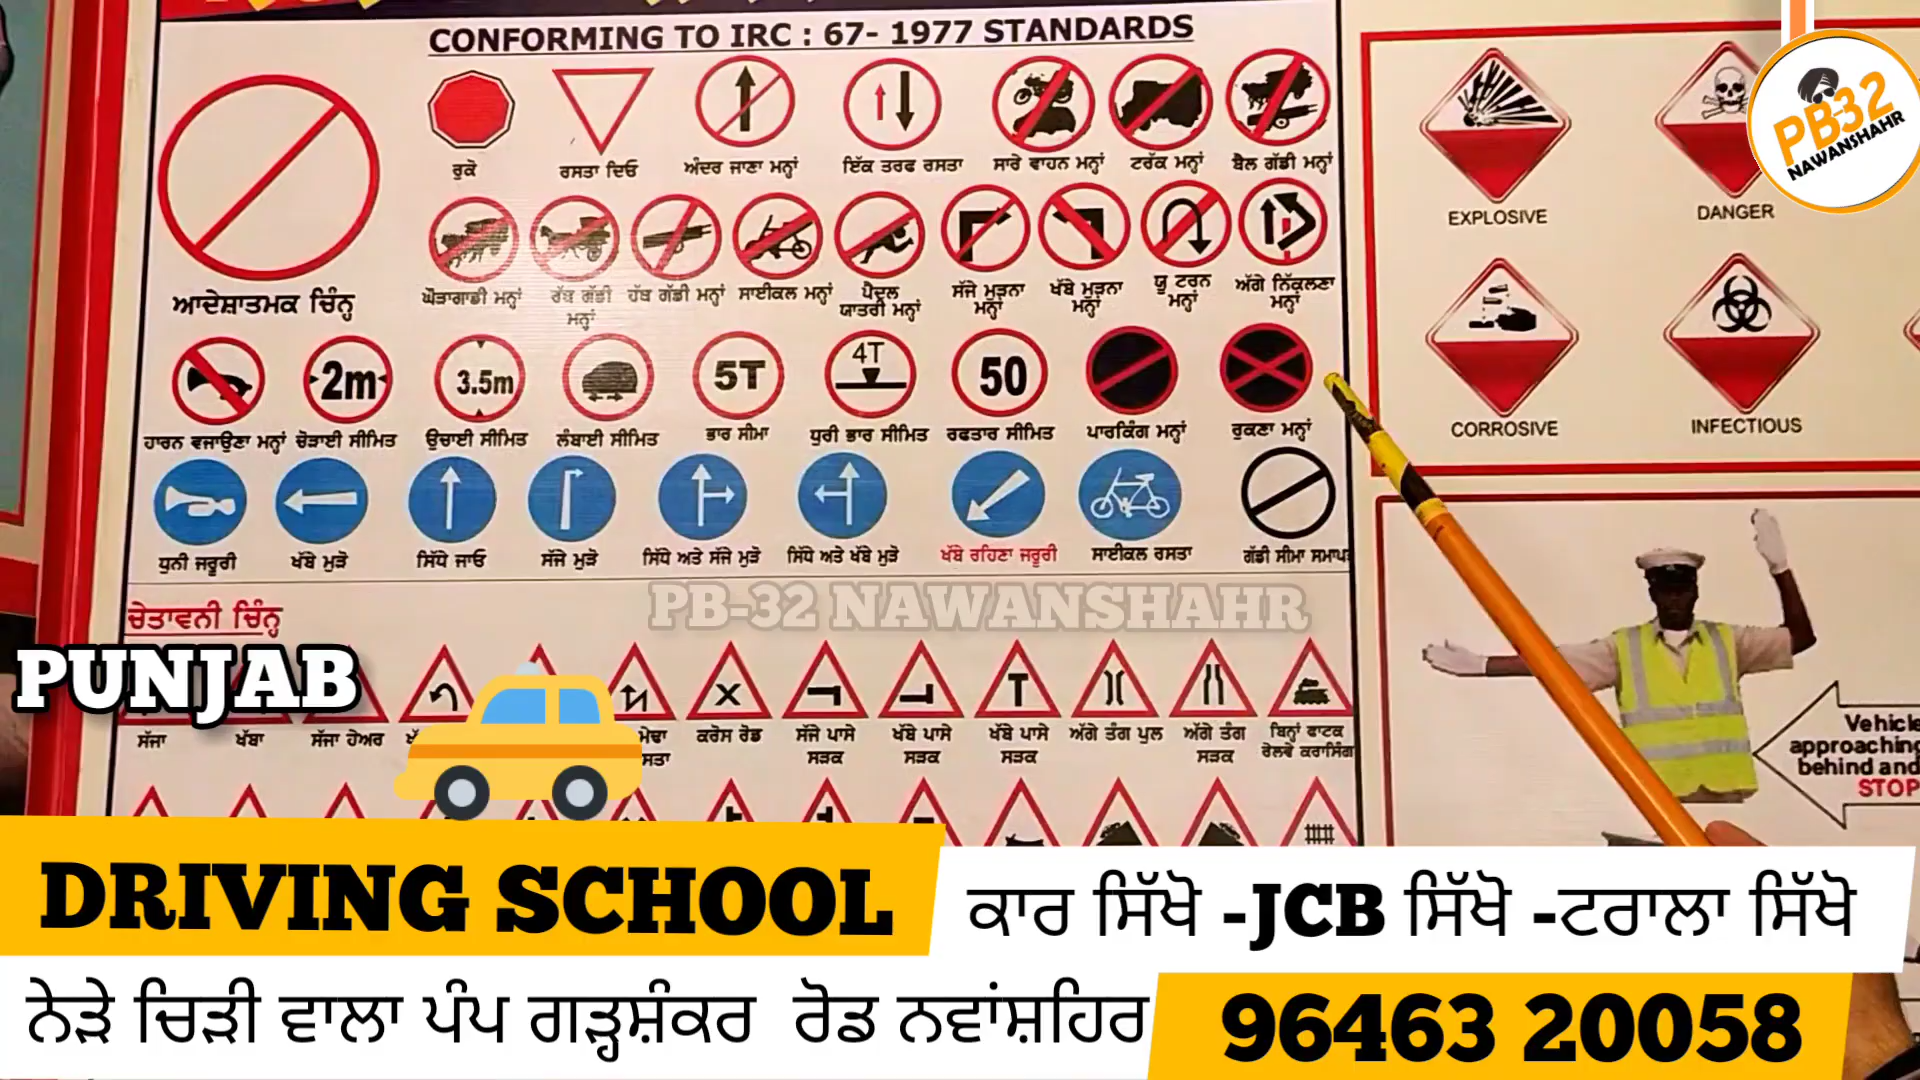 CONFORMING TO IRC : 67- 1977 STANDARDS
ਰੁਕੋ
ਰਸਤਾ ਦਿਓ
ਅੰਦਰ ਜਾਣਾ ਮਨ੍ਹਾਂ
ਇੱਕ ਤਰਫ ਰਸਤਾ
ਸਾਰੇ ਵਾਹਨ ਮਨ੍ਹਾਂ
ਟਰੱਕ ਮਨ੍ਹਾਂ
ਬੈਲ ਗੱਡੀ ਮਨ੍ਹਾਂ
ਆਦੇਸ਼ਾਤਮਕ ਚਿੰਨ੍ਹ
ਘੌੜਾਗਾਡੀ ਮਨ੍ਹਾਂ
ਰੱਥ ਗੱਡੀ
ਮਨ੍ਹਾਂ
ਹੱਥ ਗੱਡੀ ਮਨ੍ਹਾਂ
ਸਾਈਕਲ ਮਨ੍ਹਾਂ
ਪੈਦਲ
ਯਾਤਰੀ ਮਨ੍ਹਾਂ
ਸੱਜੇ ਮੁੜਨਾ
ਮਨ੍ਹਾਂ
ਖੱਬੇ ਮੁੜਨਾ
ਮਨ੍ਹਾਂ
ਯੂ ਟਰਨ
ਮਨ੍ਹਾਂ
ਅੱਗੇ ਨਿੱਕਲਣਾ
ਮਨ੍ਹਾਂ
2m
3.5m
5T
4T
50
ਹਾਰਨ ਵਜਾਉਣਾ ਮਨ੍ਹਾਂ
ਚੋੜਾਈ ਸੀਮਿਤ
ਉਚਾਈ ਸੀਮਿਤ
ਲੰਬਾਈ ਸੀਮਿਤ
ਭਾਰ ਸੀਮਾ
ਧੁਰੀ ਭਾਰ ਸੀਮਿਤ
ਰਫਤਾਰ ਸੀਮਿਤ
ਪਾਰਕਿੰਗ ਮਨ੍ਹਾਂ
ਰੁਕਣਾ ਮਨ੍ਹਾਂ
ਧੁਨੀ ਜਰੂਰੀ
ਖੱਬੇ ਮੁੜੋ
ਸਿੱਧੇ ਜਾਓ
ਸੱਜੇ ਮੁੜੋ
ਸਿੱਧੇ ਅਤੇ ਸੱਜੇ ਮੁੜੋ
ਸਿੱਧੇ ਅਤੇ ਖੱਬੇ ਮੁੜੋ
ਖੱਬੇ ਰਹਿਣਾ ਜਰੂਰੀ
ਸਾਈਕਲ ਰਸਤਾ
ਗੱਡੀ ਸੀਮਾ ਸਮਾਪ
ਚੇਤਾਵਨੀ ਚਿੰਨ੍ਹ
PB-32 NAWANSHAHR
ਸੱਜਾ
ਖੱਬਾ
ਸੱਜਾ ਹੇਅਰ
ਕਰੋਸ ਰੋਡ
ਸੱਜੇ ਪਾਸੇ
ਸੜਕ
ਖੱਬੇ ਪਾਸੇ
ਸੜਕ
ਖੱਬੇ ਪਾਸੇ
ਸੜਕ
ਅੱਗੇ ਤੰਗ ਪੁਲ
ਅੱਗੇ ਤੰਗ
ਸੜਕ
ਬਿਨ੍ਹਾਂ ਫਾਟਕ
ਰੇਲਵੇ ਕਰਾਸਿੰਗ
EXPLOSIVE
DANGER
CORROSIVE
INFECTIOUS
PB-32
NAWANSHAHR
Vehicle
approaching
behind and
STOP
PUNJAB
DRIVING SCHOOL
ਕਾਰ ਸਿੱਖੋ -JCB ਸਿੱਖੋ -ਟਰਾਲਾ ਸਿੱਖੋ
ਨੇੜੇ ਚਿੜੀ ਵਾਲਾ ਪੰਪ ਗੜ੍ਹਸ਼ੰਕਰ ਰੋਡ ਨਵਾਂਸ਼ਹਿਰ
96463 20058